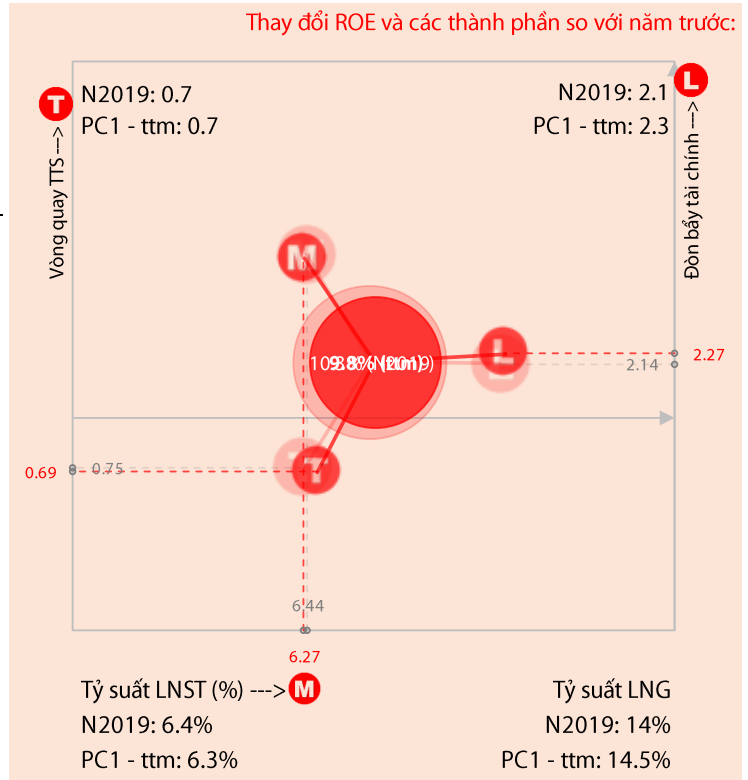 Thay đổi ROE và các thành phần so với năm trước:
T
N2019: 0.7
PC1 - ttm: 0.7
Vòng quay TTS --->
L
N2019: 2.1
PC1 - ttm: 2.3
Đòn bẩy tài chính --->
M
L
9.8% (ttm)
2.27
2.14
T
0.69
0.75
6.44
6.27
Tỷ suất LNST (%) ---> M
N2019: 6.4%
PC1 - ttm: 6.3%
Tỷ suất LNG
N2019: 14%
PC1 - ttm: 14.5%